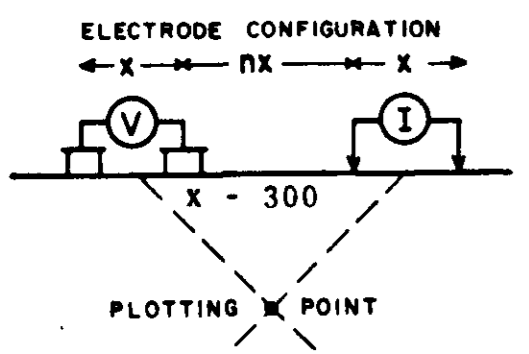 ELECTRODE CONFIGURATION
x nx x
V I
x - 300
PLOTTING POINT